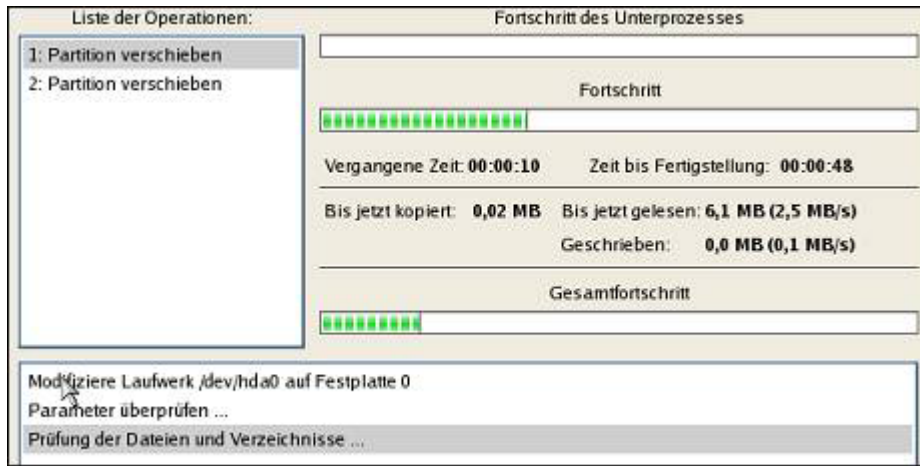 Liste der Operationen:
1: Partition verschieben
2: Partition verschieben
Fortschritt des Unterprozesses
Fortschritt
Vergangene Zeit: 00:00:10 Zeit bis Fertigstellung: 00:00:48
Bis jetzt kopiert: 0,02 MB Bis jetzt gelesen: 6,1 MB (2,5 MB/s)
Geschrieben: 0,0 MB (0,1 MB/s)
Gesamtfortschritt
Modifiziere Laufwerk /dev/hda0 auf Festplatte 0
Parameter überprüfen ...
Prüfung der Dateien und Verzeichnisse ...